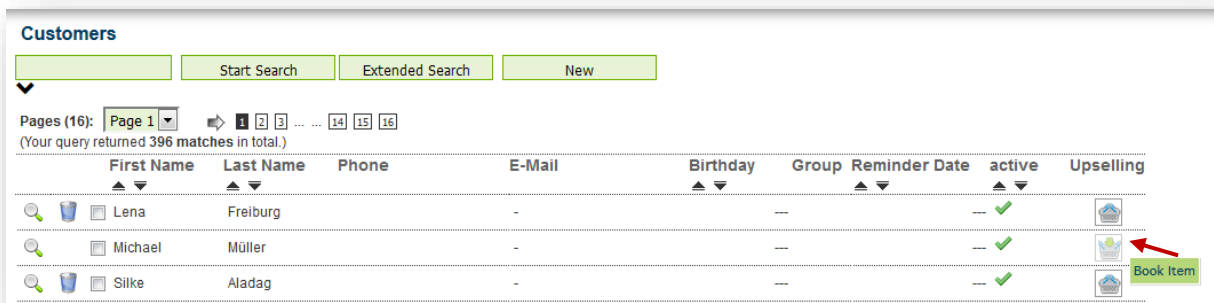 Customers
Start Search Extended Search New
Pages (16): Page 1 1 2 3 ... ... 14 15 16
(Your query returned 396 matches in total.)
First Name Last Name Phone E-Mail Birthday Group Reminder Date active Upselling
Lena Freiburg - --- ---
Michael Müller - --- ---
Book Item
Silke Aladag - --- ---